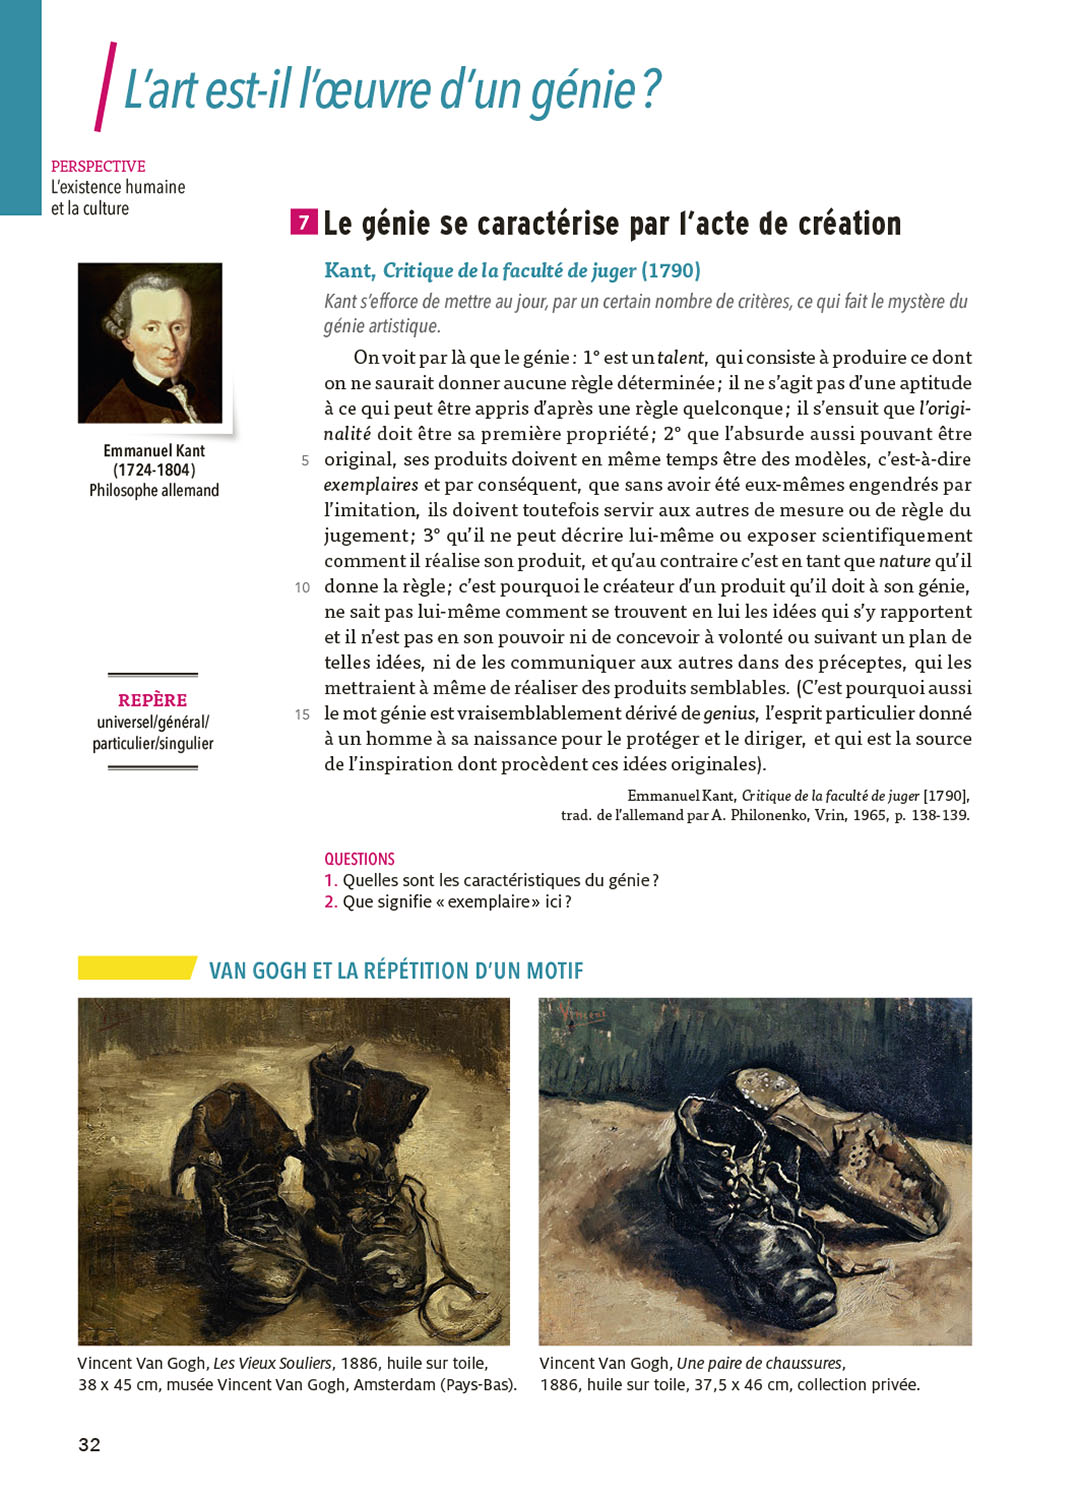 L’art est-il l’œuvre d’un génie ?
PERSPECTIVE
L’existence humaine
et la culture
7 Le génie se caractérise par l’acte de création
Kant, Critique de la faculté de juger (1790)
Kant s’efforce de mettre au jour, par un certain nombre de critères, ce qui fait le mystère du
génie artistique.
On voit par là que le génie : 1° est un talent, qui consiste à produire ce dont
on ne saurait donner aucune règle déterminée ; il ne s’agit pas d’une aptitude
à ce qui peut être appris d’après une règle quelconque ; il s’ensuit que l’origi-
nalité doit être sa première propriété ; 2° que l’absurde aussi pouvant être
5 original, ses produits doivent en même temps être des modèles, c’est-à-dire
exemplaires et par conséquent, que sans avoir été eux-mêmes engendrés par
l’imitation, ils doivent toutefois servir aux autres de mesure ou de règle du
jugement ; 3° qu’il ne peut décrire lui-même ou exposer scientifiquement
comment il réalise son produit, et qu’au contraire c’est en tant que nature qu’il
10 donne la règle ; c’est pourquoi le créateur d’un produit qu’il doit à son génie,
ne sait pas lui-même comment se trouvent en lui les idées qui s’y rapportent
et il n’est pas en son pouvoir ni de concevoir à volonté ou suivant un plan de
telles idées, ni de les communiquer aux autres dans des préceptes, qui les
mettraient à même de réaliser des produits semblables. (C’est pourquoi aussi
15 le mot génie est vraisemblablement dérivé de genius, l’esprit particulier donné
à un homme à sa naissance pour le protéger et le diriger, et qui est la source
de l’inspiration dont procèdent ces idées originales).
Emmanuel Kant, Critique de la faculté de juger [1790],
trad. de l’allemand par A. Philonenko, Vrin, 1965, p. 138-139.
Emmanuel Kant
(1724-1804)
Philosophe allemand
REPÈRE
universel/général/
particulier/singulier
QUESTIONS
1. Quelles sont les caractéristiques du génie ?
2. Que signifie « exemplaire » ici ?
VAN GOGH ET LA RÉPÉTITION D’UN MOTIF
Vincent
Vincent Van Gogh, Les Vieux Souliers, 1886, huile sur toile,
38 x 45 cm, musée Vincent Van Gogh, Amsterdam (Pays-Bas).
Vincent Van Gogh, Une paire de chaussures,
1886, huile sur toile, 37,5 x 46 cm, collection privée.
32